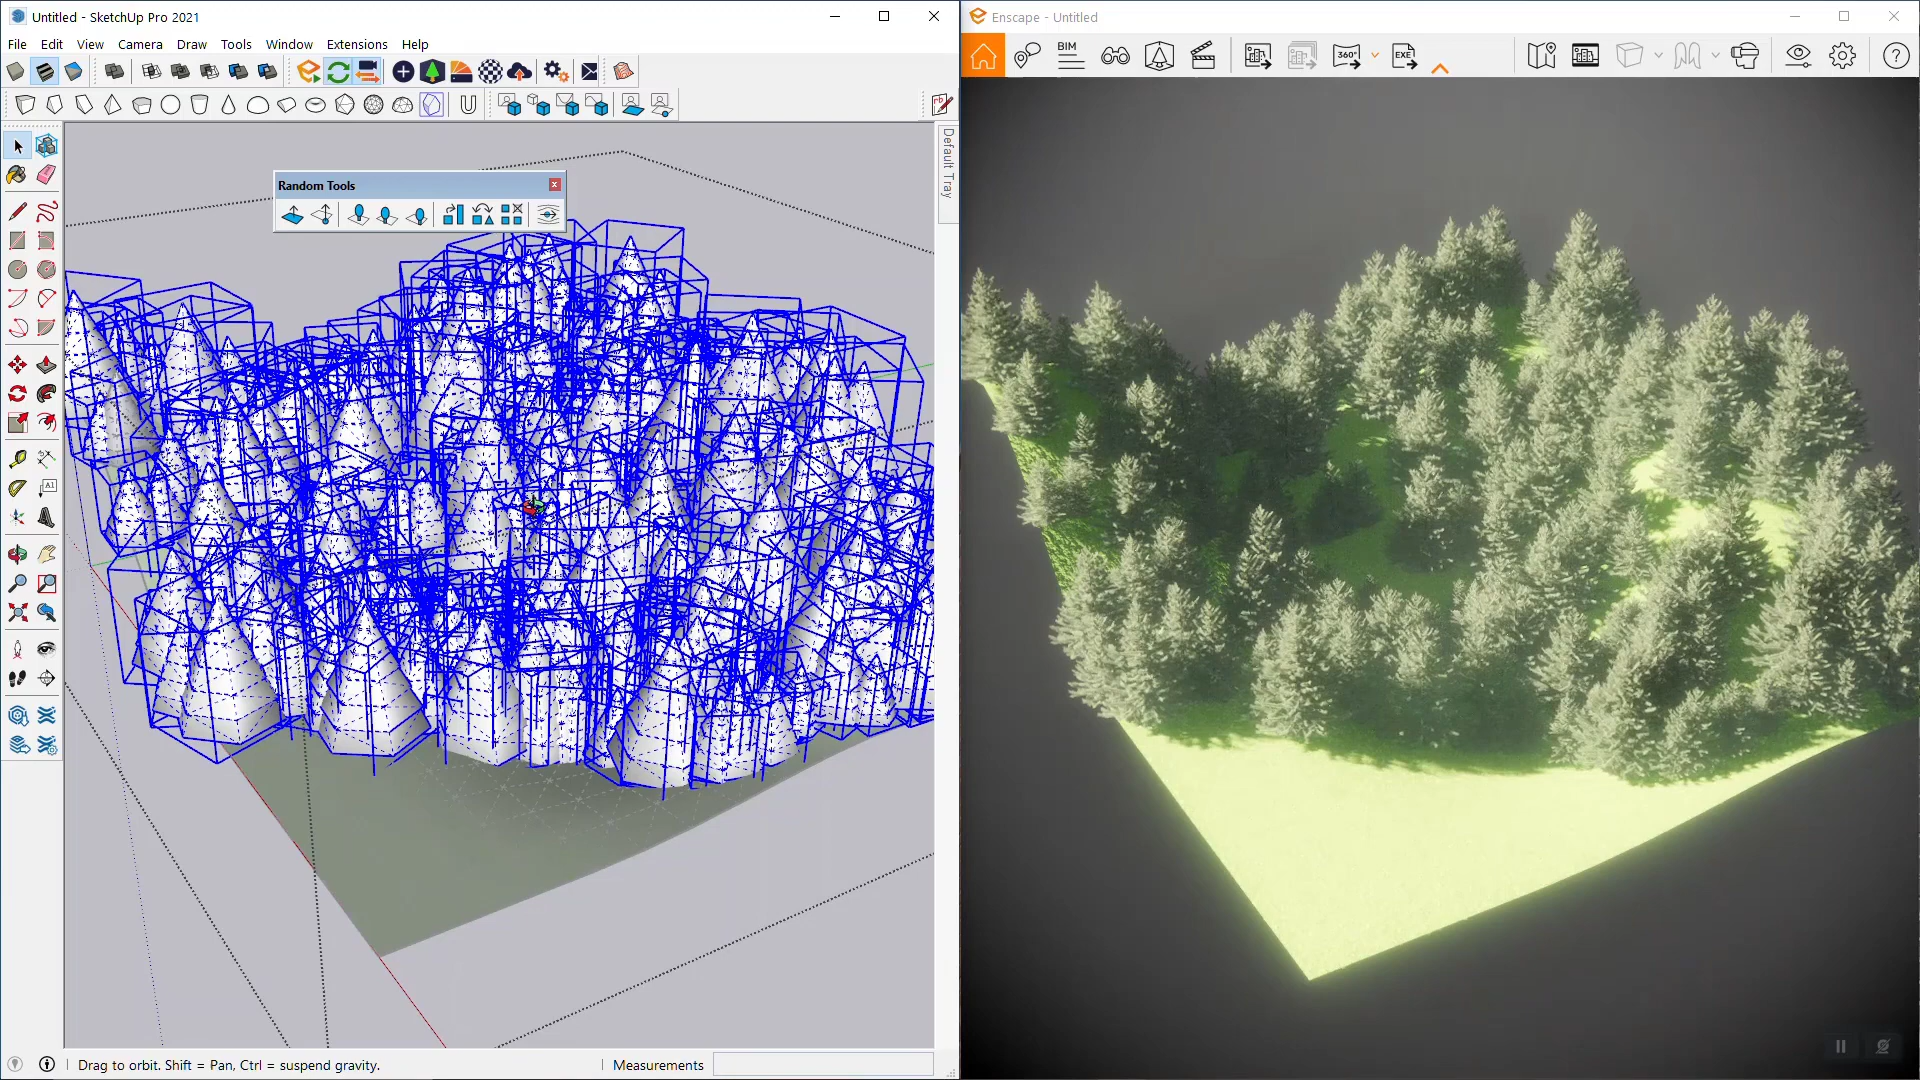 Untitled - SketchUp Pro 2021
File Edit View Camera Draw Tools Window Extensions Help
Default Tray
Random Tools
A1
Drag to orbit. Shift = Pan, Ctrl = suspend gravity.
Measurements
Enscape - Untitled
BIM
360°
EXE